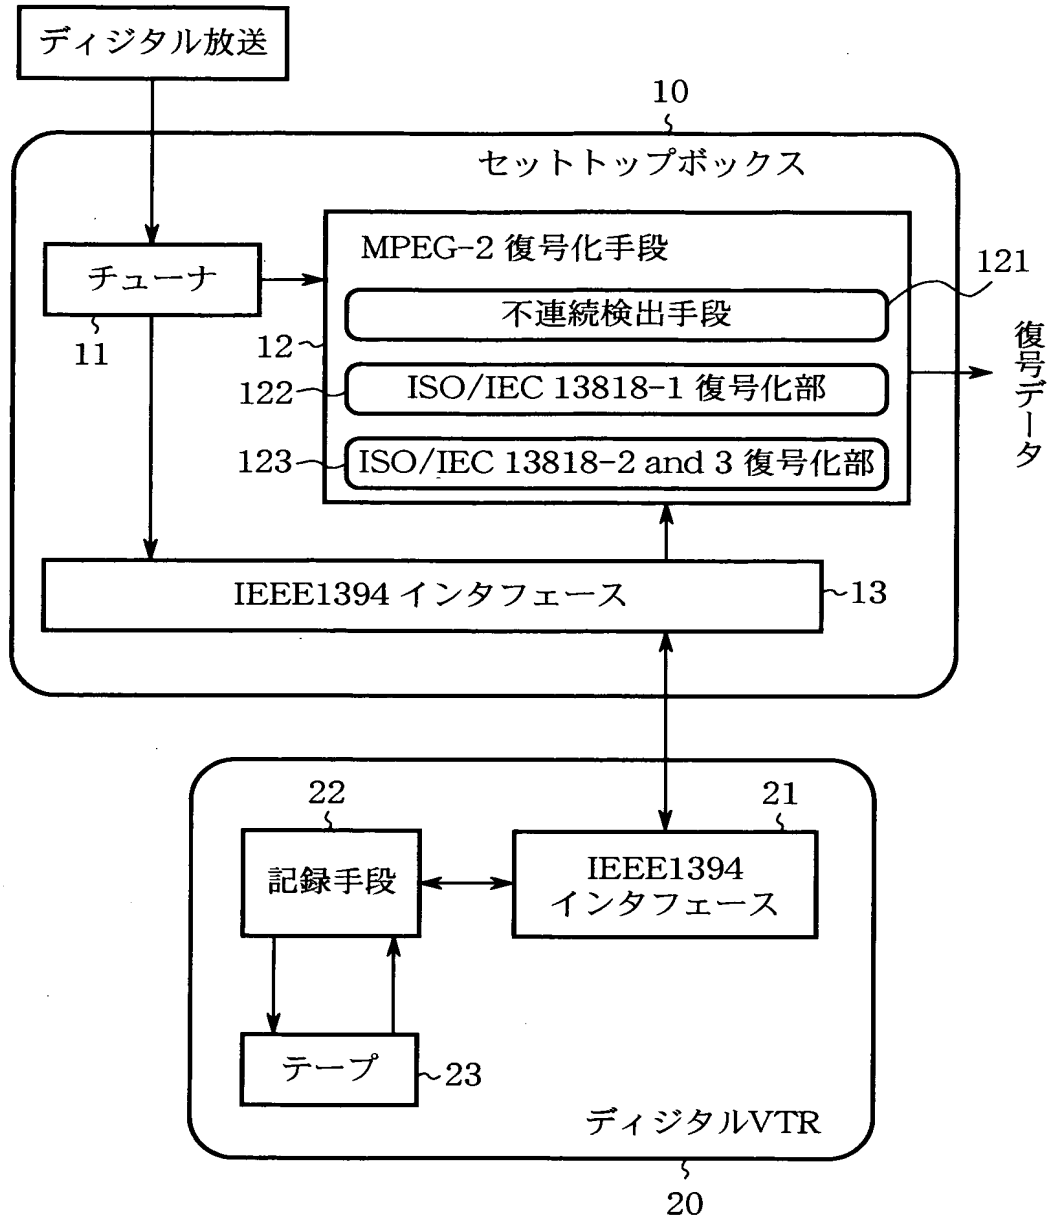 ディジタル放送
10
セットトップボックス
チューナ
11
MPEG-2 復号化手段
121
不連続検出手段
12
122
ISO/IEC 13818-1 復号化部
123
ISO/IEC 13818-2 and 3 復号化部
復号データ
IEEE1394 インタフェース
13
22
21
記録手段
IEEE1394
インタフェース
テープ
23
ディジタルVTR
20